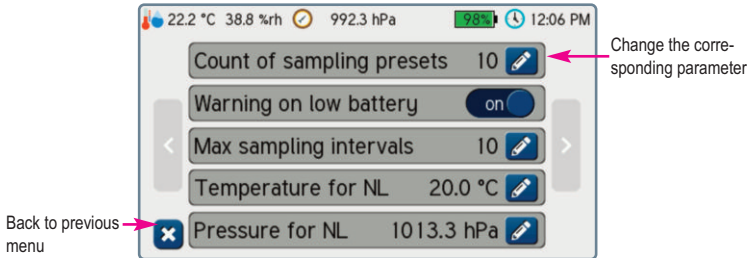 22.2 °C 38.8 %rh 992.3 hPa 98% 12:06 PM
Count of sampling presets 10
Change the corre-
sponding parameter
Warning on low battery on
Max sampling intervals 10
Temperature for NL 20.0 °C
Back to previous
menu
Pressure for NL 1013.3 hPa